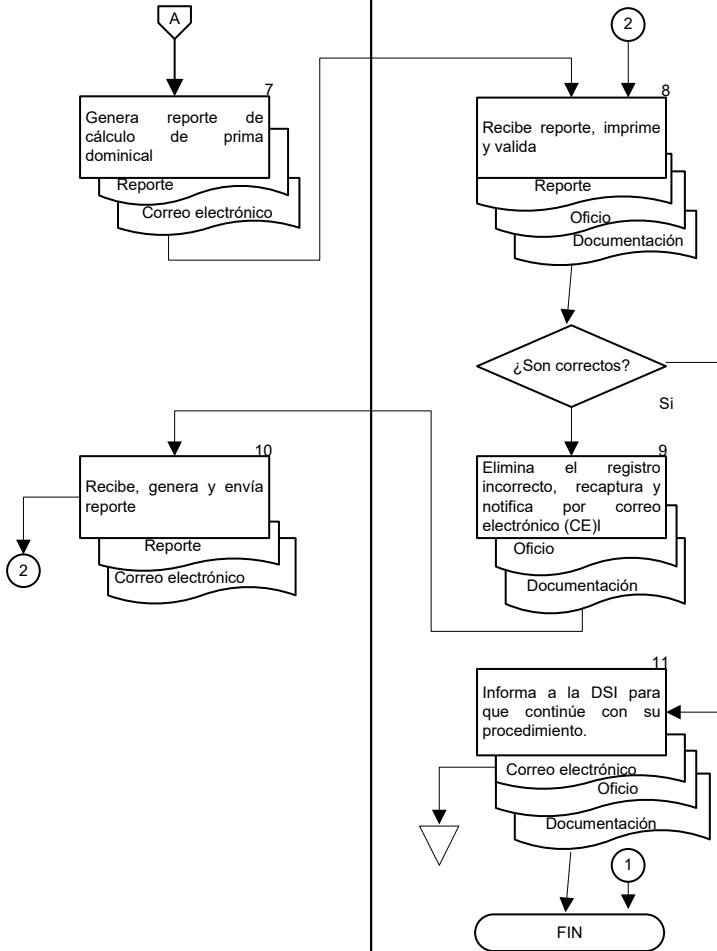 A
2
7
Genera reporte de
cálculo de prima
dominical
Reporte
Correo electrónico
8
Recibe reporte, imprime
y valida
Reporte
Oficio
Documentación
¿Son correctos?
Si
10
Recibe, genera y envía
reporte
Reporte
Correo electrónico
2
9
Elimina el registro
incorrecto, recaptura y
notifica por correo
electrónico (CE)l
Oficio
Documentación
11
Informa a la DSI para
que continúe con su
procedimiento.
Correo electrónico
Oficio
Documentación
1
FIN